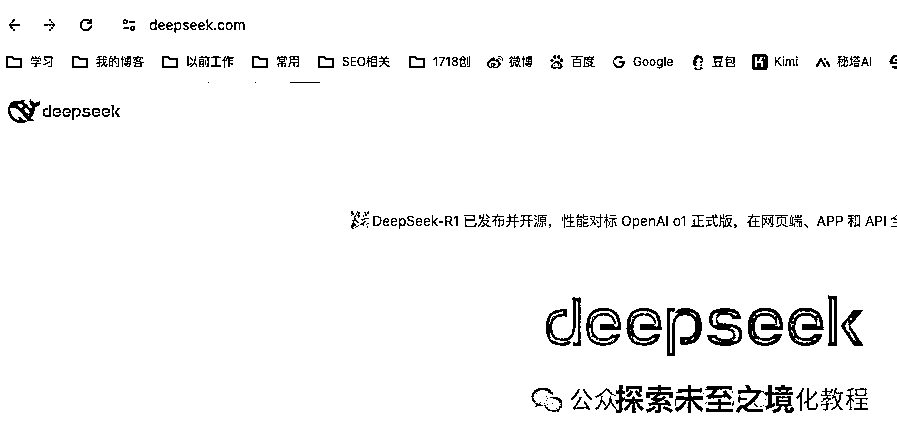 deepseek.com
学习 我的博客 以前工作 常用 SEO相关 1718创 微博 百度 Google 豆包 Kimi 秘塔AI
deepseek
DeepSeek-R1 已发布并开源，性能对标 OpenAI o1 正式版，在网页端、APP 和 API 全
deepseek
探索未至之境
公众 化教程